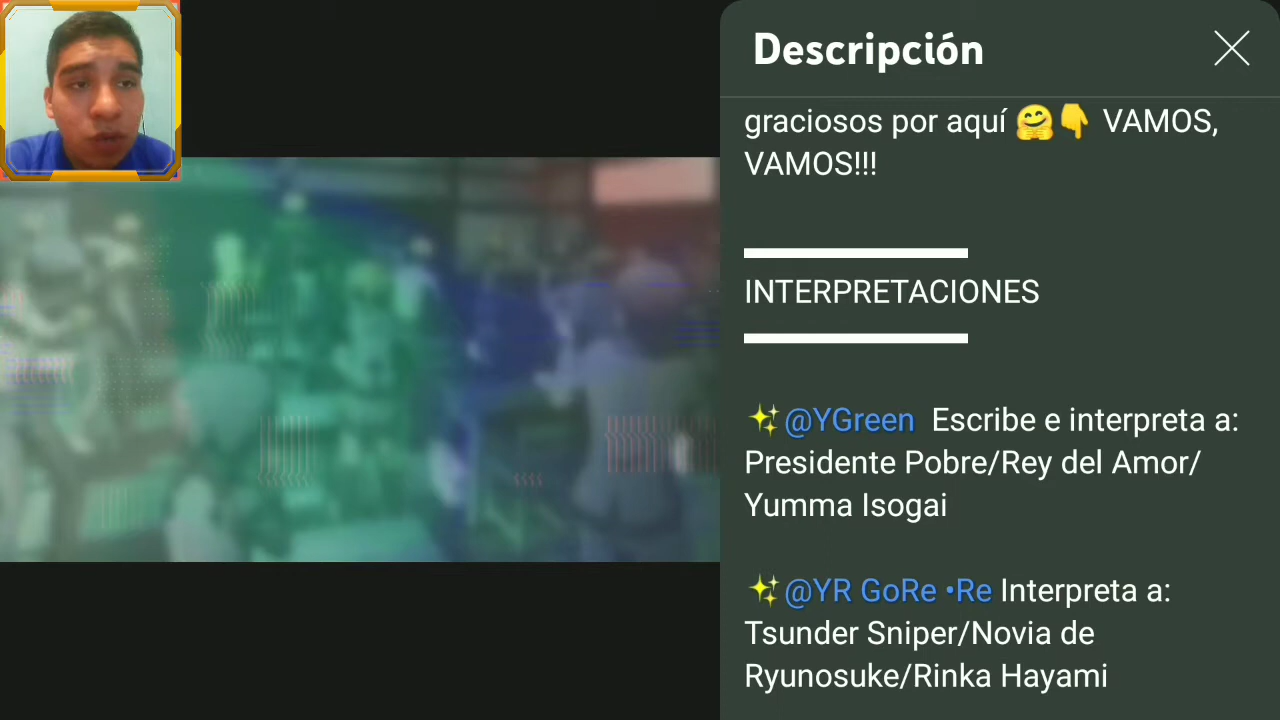 Descripción
graciosos por aquí 🤗👇 VAMOS,
VAMOS!!!
INTERPRETACIONES
✨@YGreen Escribe e interpreta a:
Presidente Pobre/Rey del Amor/
Yumma Isogai
✨@YR GoRe •Re Interpreta a:
Tsunder Sniper/Novia de
Ryunosuke/Rinka Hayami